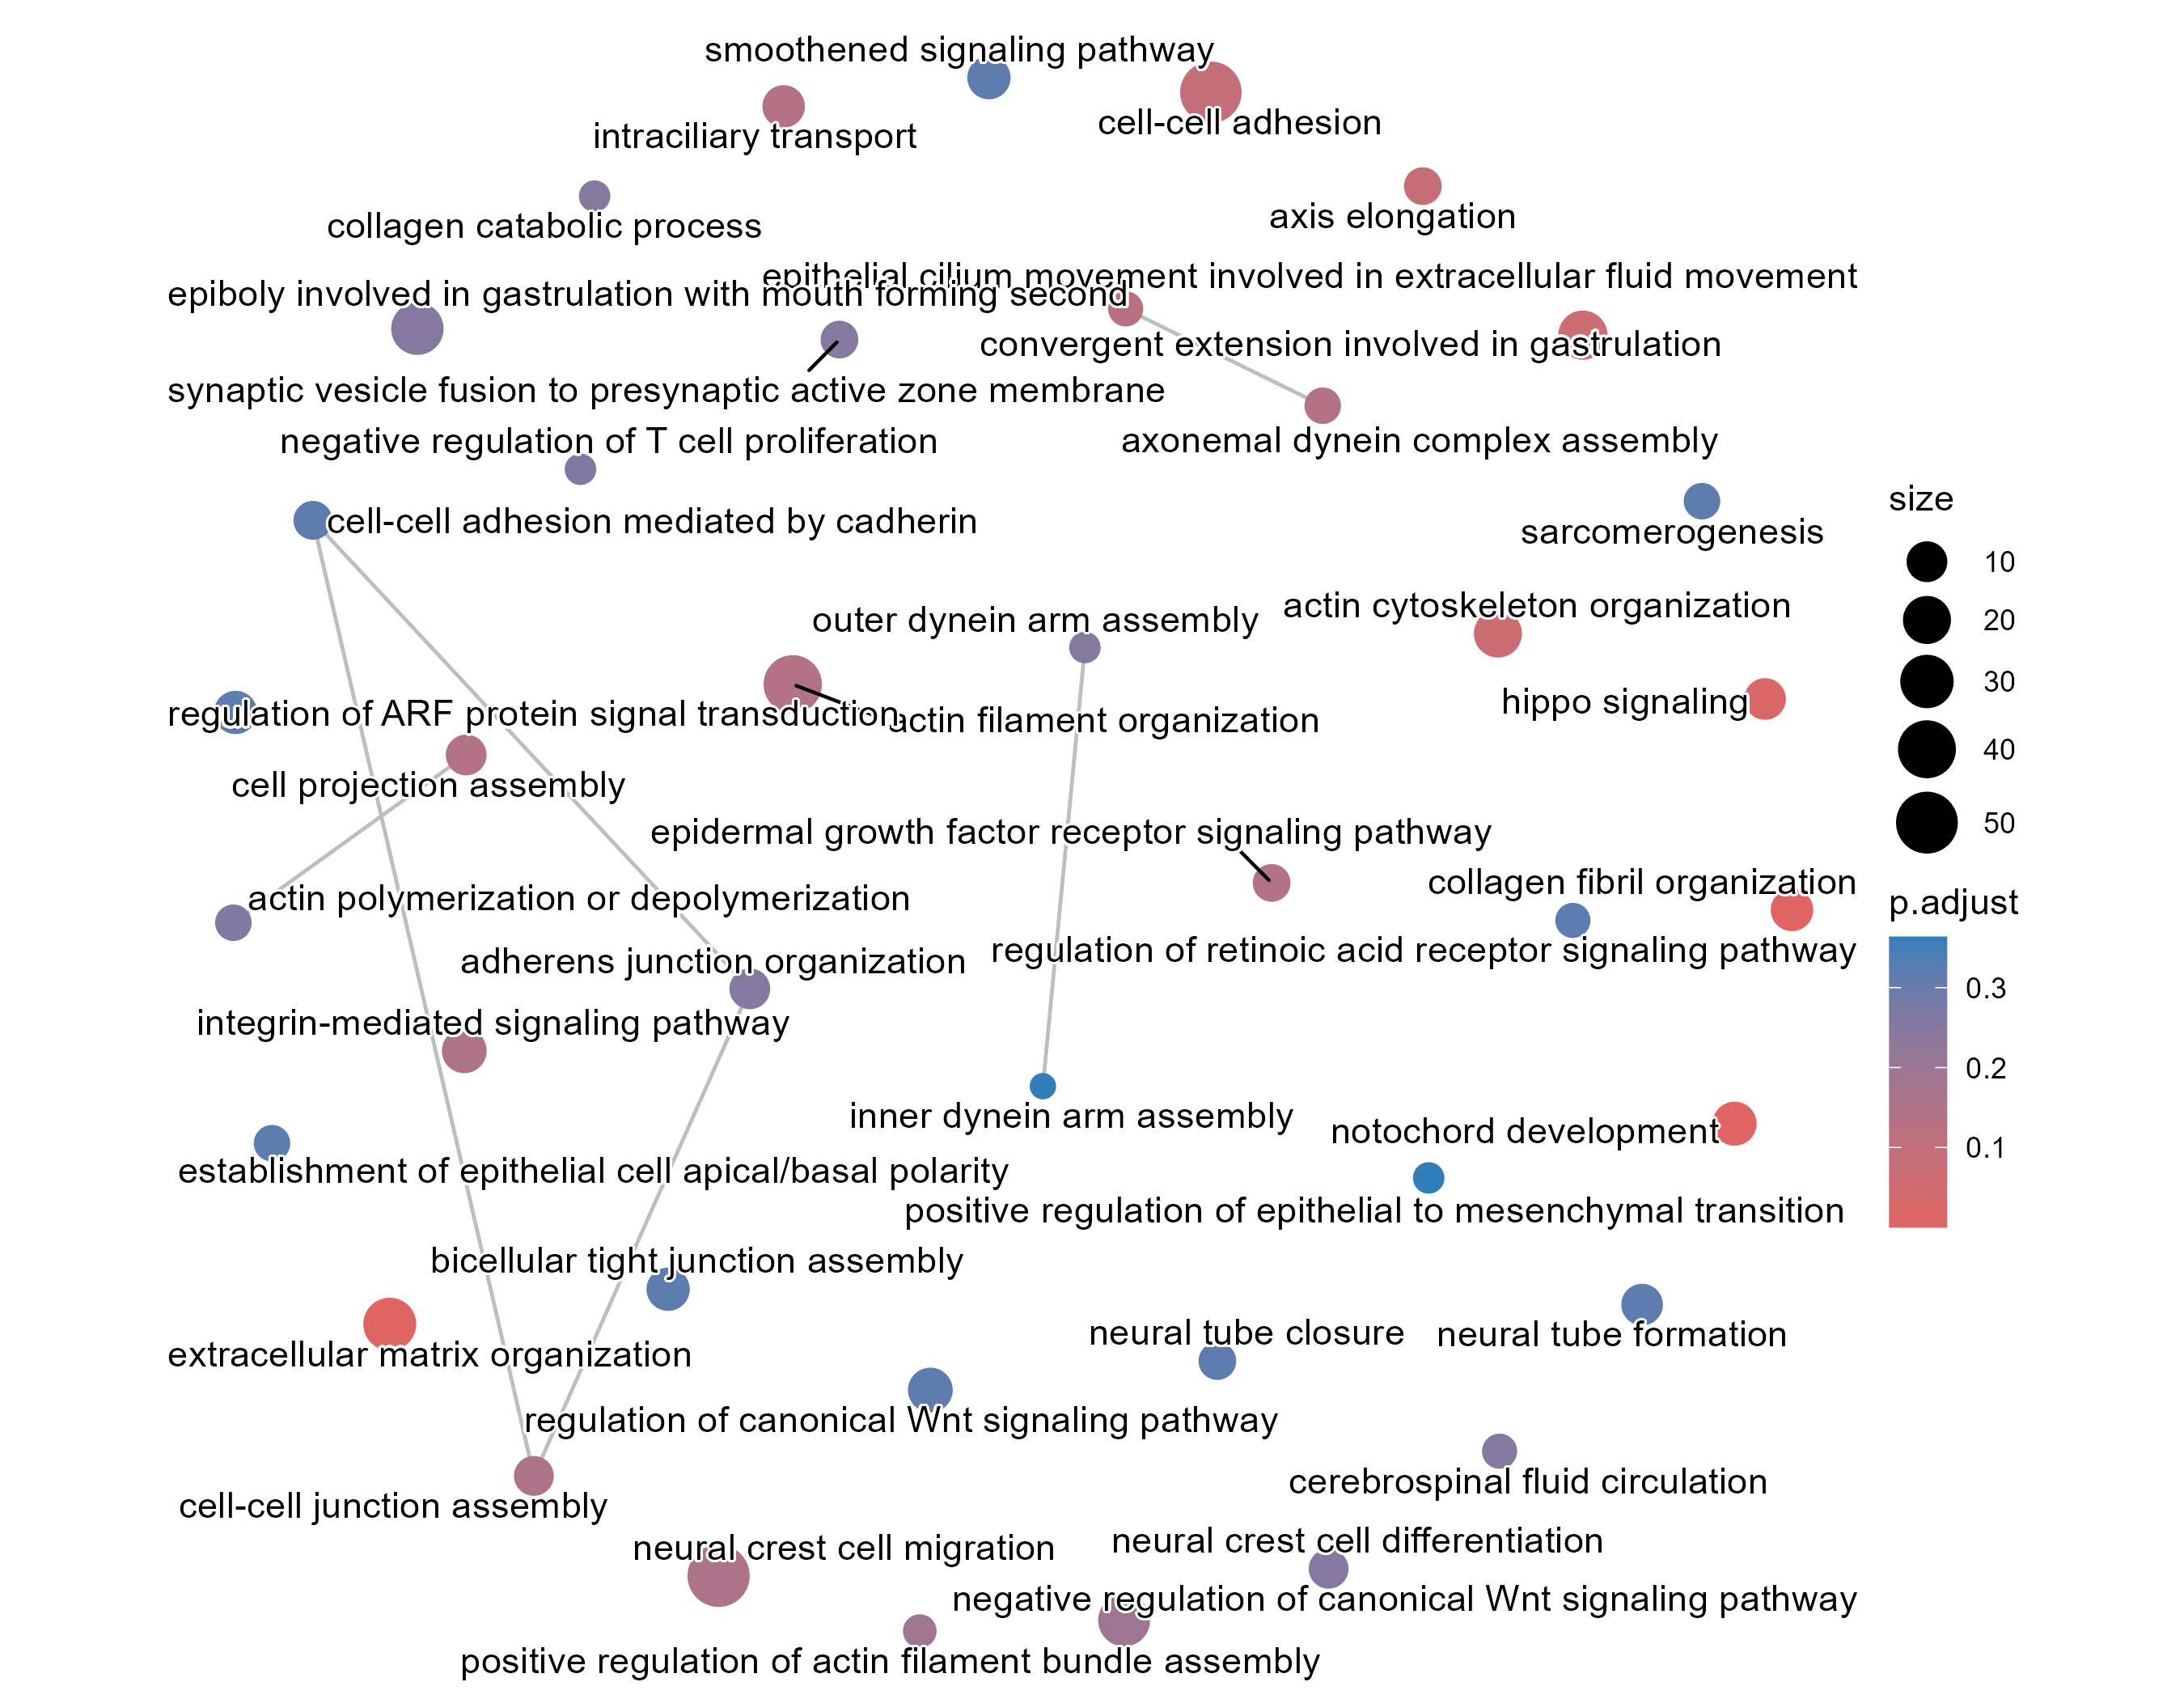 smoothened signaling pathway
cell-cell adhesion
intraciliary transport
axis elongation
collagen catabolic process
epithelial cilium movement involved in extracellular fluid movement
epiboly involved in gastrulation with mouth forming second
convergent extension involved in gastrulation
synaptic vesicle fusion to presynaptic active zone membrane
negative regulation of T cell proliferation
axonemal dynein complex assembly
cell-cell adhesion mediated by cadherin
sarcomerogenesis
outer dynein arm assembly
actin cytoskeleton organization
hippo signaling
regulation of ARF protein signal transduction
actin filament organization
cell projection assembly
epidermal growth factor receptor signaling pathway
collagen fibril organization
actin polymerization or depolymerization
regulation of retinoic acid receptor signaling pathway
adherens junction organization
integrin-mediated signaling pathway
inner dynein arm assembly
notochord development
establishment of epithelial cell apical/basal polarity
positive regulation of epithelial to mesenchymal transition
bicellular tight junction assembly
neural tube closure
neural tube formation
extracellular matrix organization
regulation of canonical Wnt signaling pathway
cerebrospinal fluid circulation
cell-cell junction assembly
neural crest cell migration
neural crest cell differentiation
negative regulation of canonical Wnt signaling pathway
positive regulation of actin filament bundle assembly
size
10
20
30
40
50
p.adjust
0.3
0.2
0.1